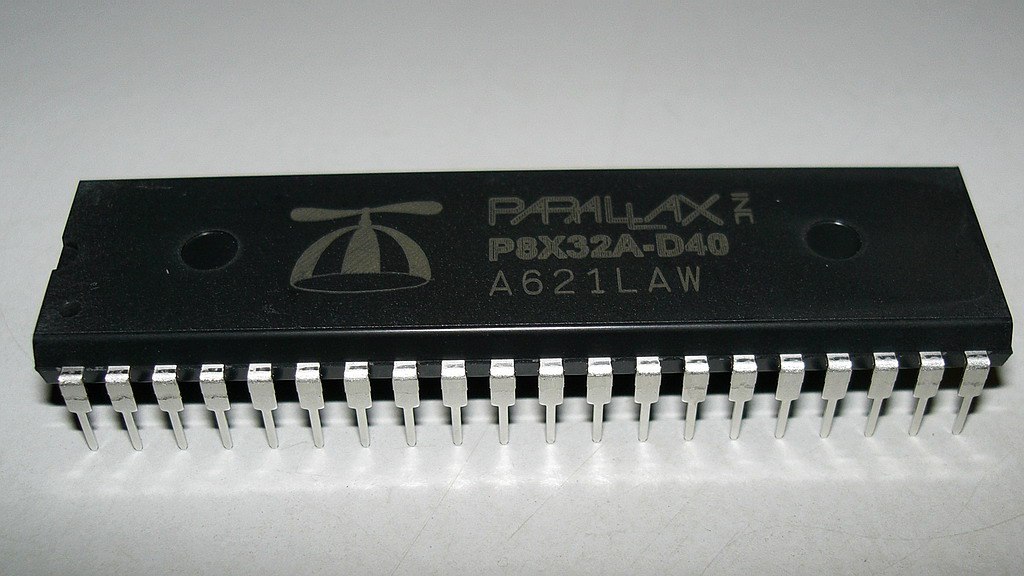 PARALLAX INC
P8X32A-D40
A621LAW